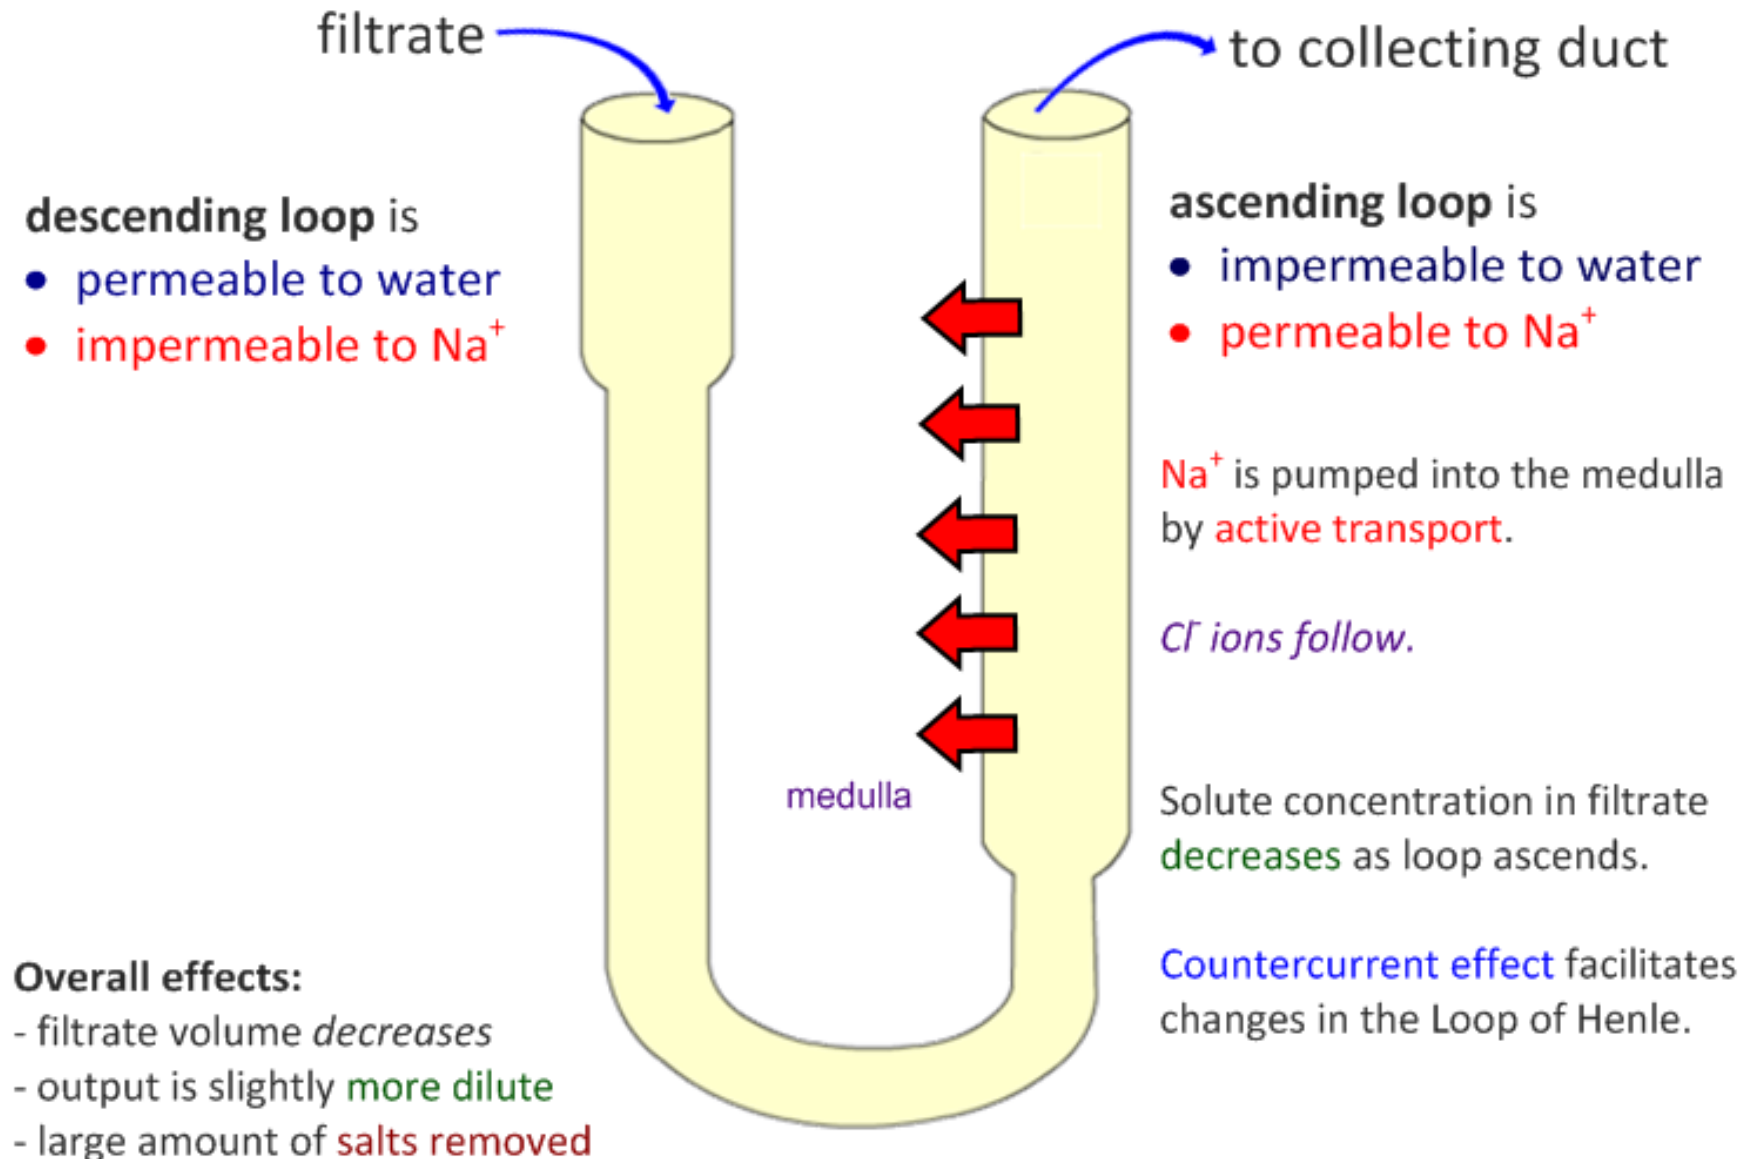 filtrate
to collecting duct
descending loop is
• permeable to water
• impermeable to Na⁺
ascending loop is
• impermeable to water
• permeable to Na⁺
Na⁺ is pumped into the medulla
by active transport.
Cl⁻ ions follow.
medulla
Solute concentration in filtrate
decreases as loop ascends.
Countercurrent effect facilitates
changes in the Loop of Henle.
Overall effects:
- filtrate volume decreases
- output is slightly more dilute
- large amount of salts removed